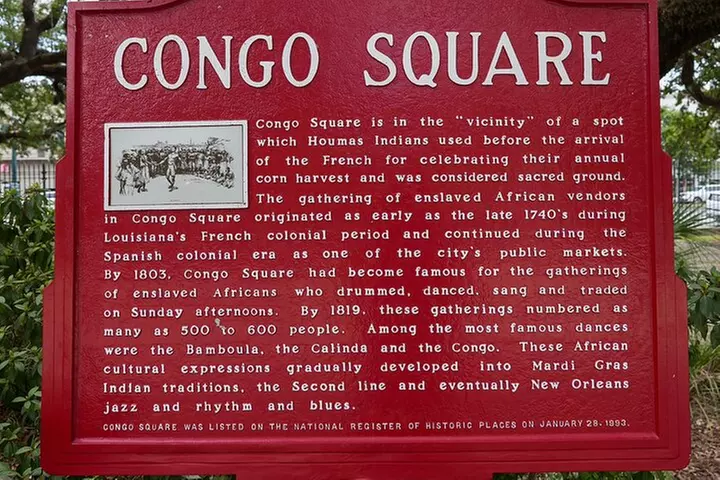 CONGO SQUARE
Congo Square is in the "vicinity" of a spot
which Houmas Indians used before the arrival
of the French for celebrating their annual
corn harvest and was considered sacred ground.
The gathering of enslaved African vendors
in Congo Square originated as early as the late 1740's during
Louisiana's French colonial period and continued during the
Spanish colonial era as one of the city's public markets.
By 1803, Congo Square had become famous for the gatherings
of enslaved Africans who drummed, danced, sang and traded
on Sunday afternoons. By 1819, these gatherings numbered as
many as 500 to 600 people. Among the most famous dances
were the Bamboula, the Calinda and the Congo. These African
cultural expressions gradually developed into Mardi Gras
Indian traditions, the Second line and eventually New Orleans
jazz and rhythm and blues.
CONGO SQUARE WAS LISTED ON THE NATIONAL REGISTER OF HISTORIC PLACES ON JANUARY 28, 1993.